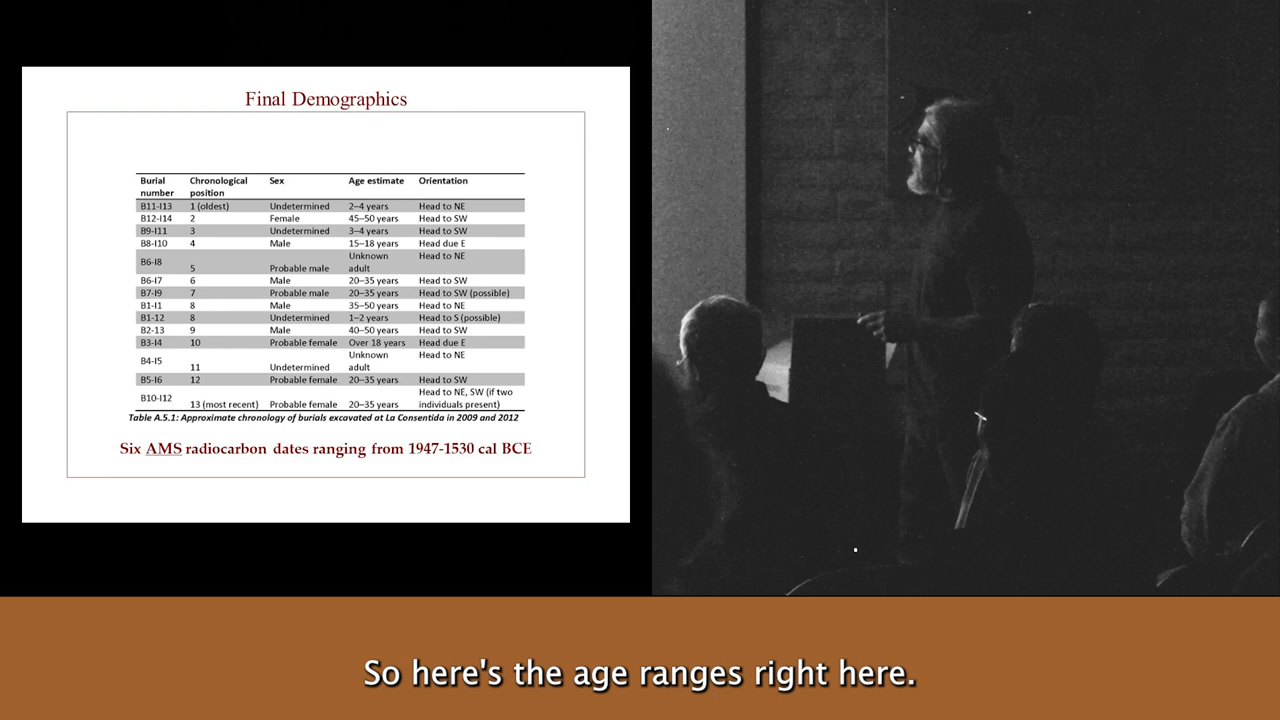 Final Demographics
Burial number Chronological position Sex Age estimate Orientation
B11-I13 1 (oldest) Undetermined 2–4 years Head to NE
B12-I14 2 Female 45–50 years Head to SW
B9-I11 3 Undetermined 3–4 years Head to SW
B8-I10 4 Male 15–18 years Head due E
B6-I8 5 Probable male Unknown adult Head to NE
B6-I7 6 Male 20–35 years Head to SW
B7-I9 7 Probable male 20–35 years Head to SW (possible)
B1-I1 8 Male 35–50 years Head to NE
B1-12 8 Undetermined 1–2 years Head to S (possible)
B2-13 9 Male 40–50 years Head to SW
B3-I4 10 Probable female Over 18 years Head due E
B4-I5 11 Undetermined Unknown adult Head to NE
B5-I6 12 Probable female 20–35 years Head to SW
B10-I12 13 (most recent) Probable female 20–35 years Head to NE, SW (if two individuals present)
Table A.5.1: Approximate chronology of burials excavated at La Consentida in 2009 and 2012
Six AMS radiocarbon dates ranging from 1947-1530 cal BCE
So here's the age ranges right here.